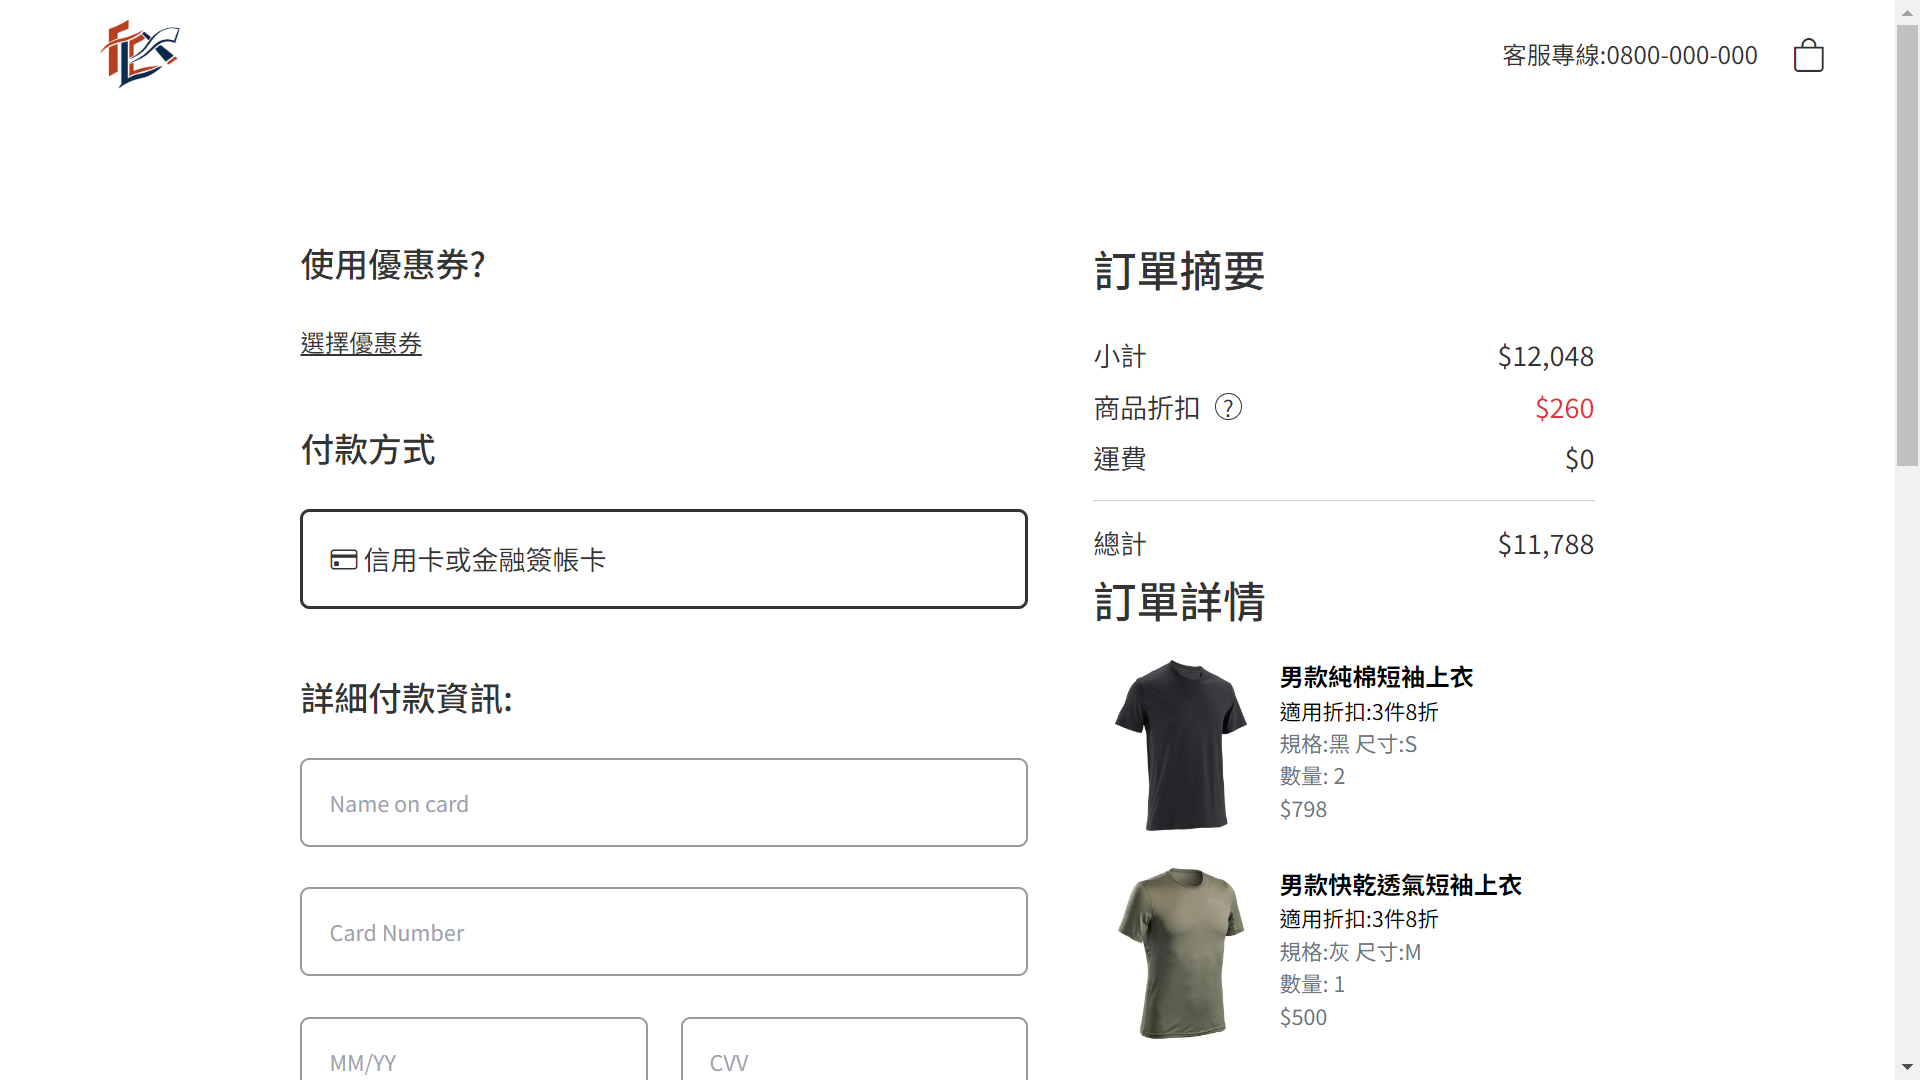 FLCX
客服專線:0800-000-000
使用優惠券?
選擇優惠券
付款方式
信用卡或金融簽帳卡
詳細付款資訊:
Name on card
Card Number
MM/YY
CVV
訂單摘要
小計 $12,048
商品折扣 ? $260
運費 $0
總計 $11,788
訂單詳情
男款純棉短袖上衣
適用折扣:3件8折
規格:黑 尺寸:S
數量: 2
$798
男款快乾透氣短袖上衣
適用折扣:3件8折
規格:灰 尺寸:M
數量: 1
$500